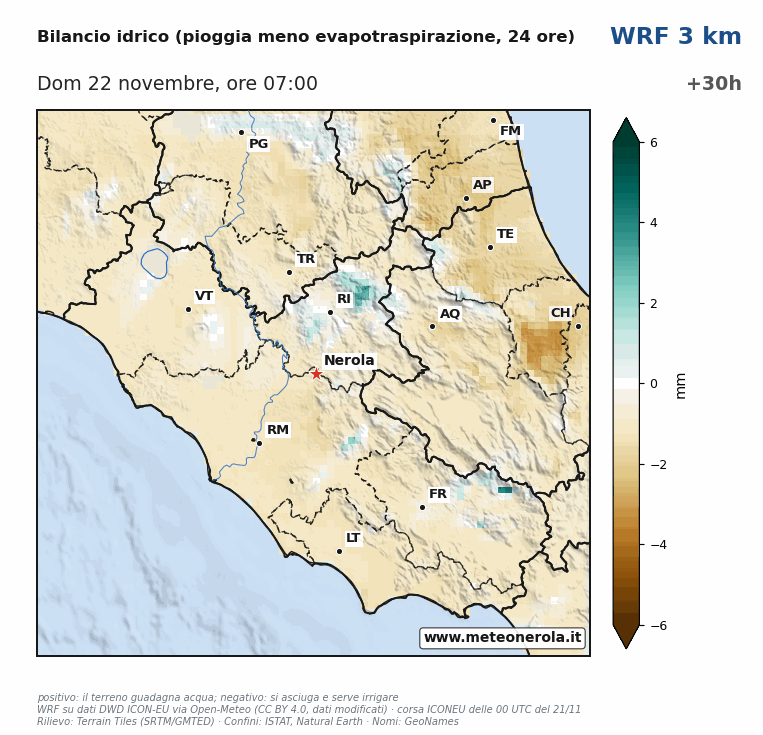 Bilancio idrico (pioggia meno evapotraspirazione, 24 ore)
WRF 3 km
Dom 22 novembre, ore 07:00
+30h
FM
PG
AP
TE
TR
RI
VT
AQ
CH
Nerola
RM
FR
LT
www.meteonerola.it
6
4
2
0
−2
−4
−6
mm
positivo: il terreno guadagna acqua; negativo: si asciuga e serve irrigare
WRF su dati DWD ICON-EU via Open-Meteo (CC BY 4.0, dati modificati) · corsa ICONEU delle 00 UTC del 21/11
Rilievo: Terrain Tiles (SRTM/GMTED) · Confini: ISTAT, Natural Earth · Nomi: GeoNames